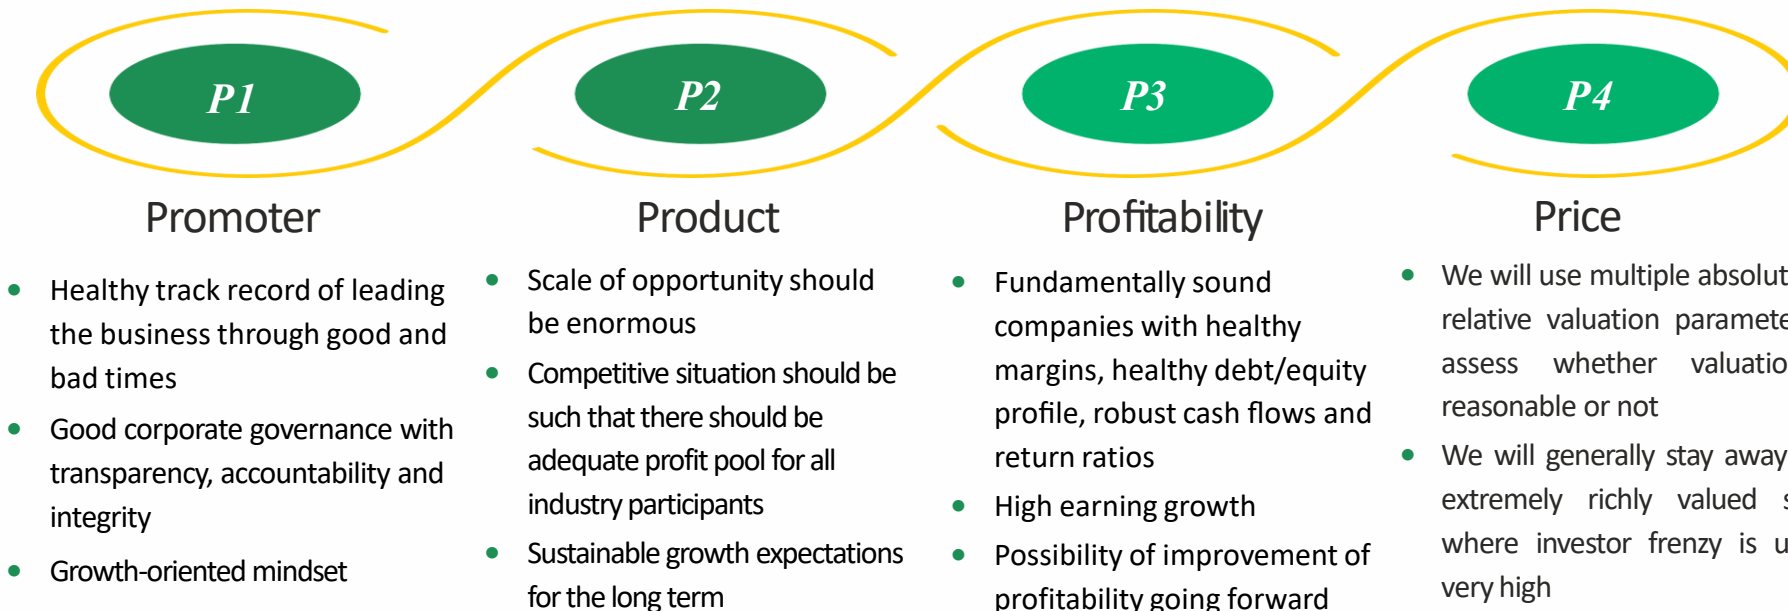 P1
Promoter
Healthy track record of leading
the business through good and
bad times
Good corporate governance with
transparency, accountability and
integrity
Growth-oriented mindset
P2
Product
Scale of opportunity should
be enormous
Competitive situation should be
such that there should be
adequate profit pool for all
industry participants
Sustainable growth expectations
for the long term
P3
Profitability
Fundamentally sound
companies with healthy
margins, healthy debt/equity
profile, robust cash flows and
return ratios
High earning growth
Possibility of improvement of
profitability going forward
P4
Price
We will use multiple
relative valuation
assess whether
reasonable or not
We will generally stay away
extremely richly valued
where investor frenzy is
very high